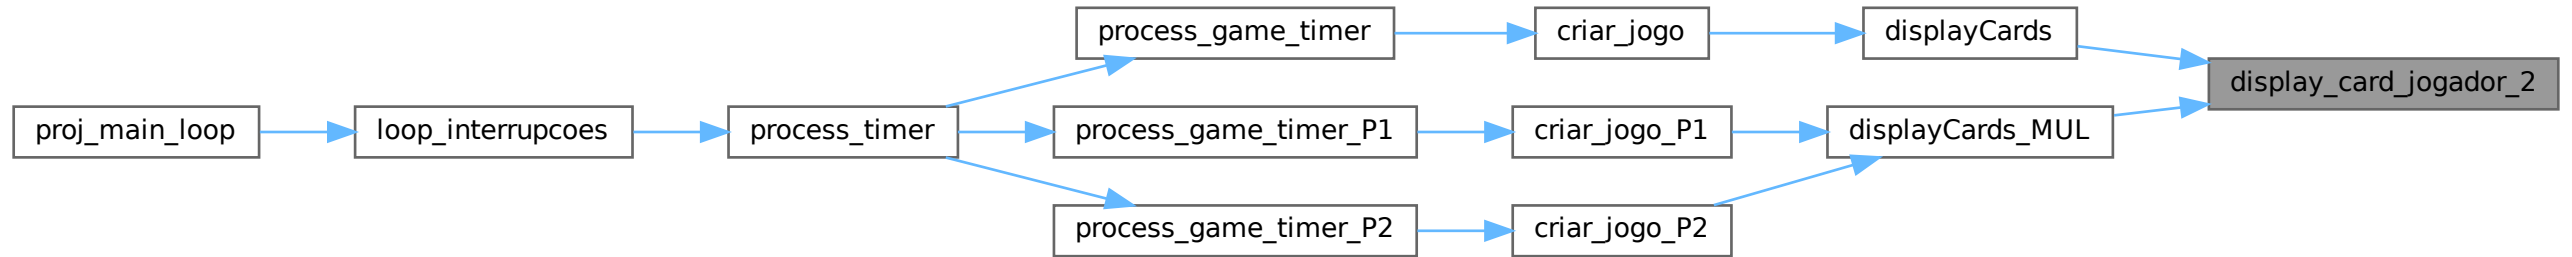 process_game_timer
criar_jogo
displayCards
display_card_jogador_2
proj_main_loop
loop_interrupcoes
process_timer
process_game_timer_P1
criar_jogo_P1
displayCards_MUL
process_game_timer_P2
criar_jogo_P2